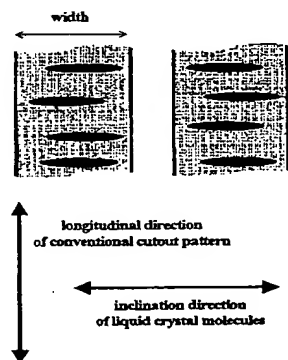 width
longitudinal direction
of conventional cutout pattern
inclination direction
of liquid crystal molecules